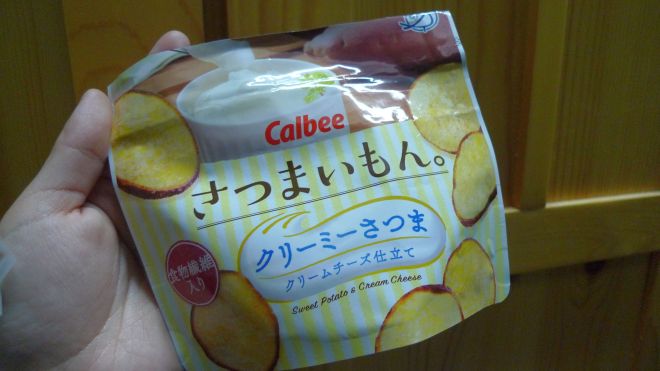 Calbee
さつまいもん。
クリーミーさつま
クリームチーズ仕立て
Sweet Potato & Cream Cheese
食物繊維
入り